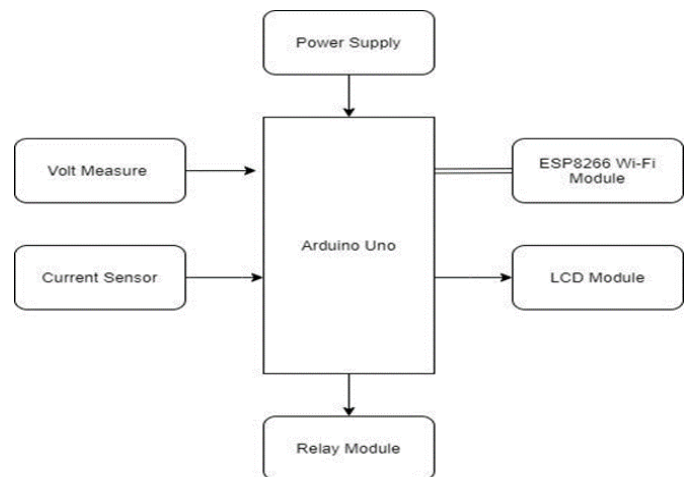 Power Supply
Volt Measure
ESP8266 Wi-Fi
Module
Arduino Uno
Current Sensor
LCD Module
Relay Module